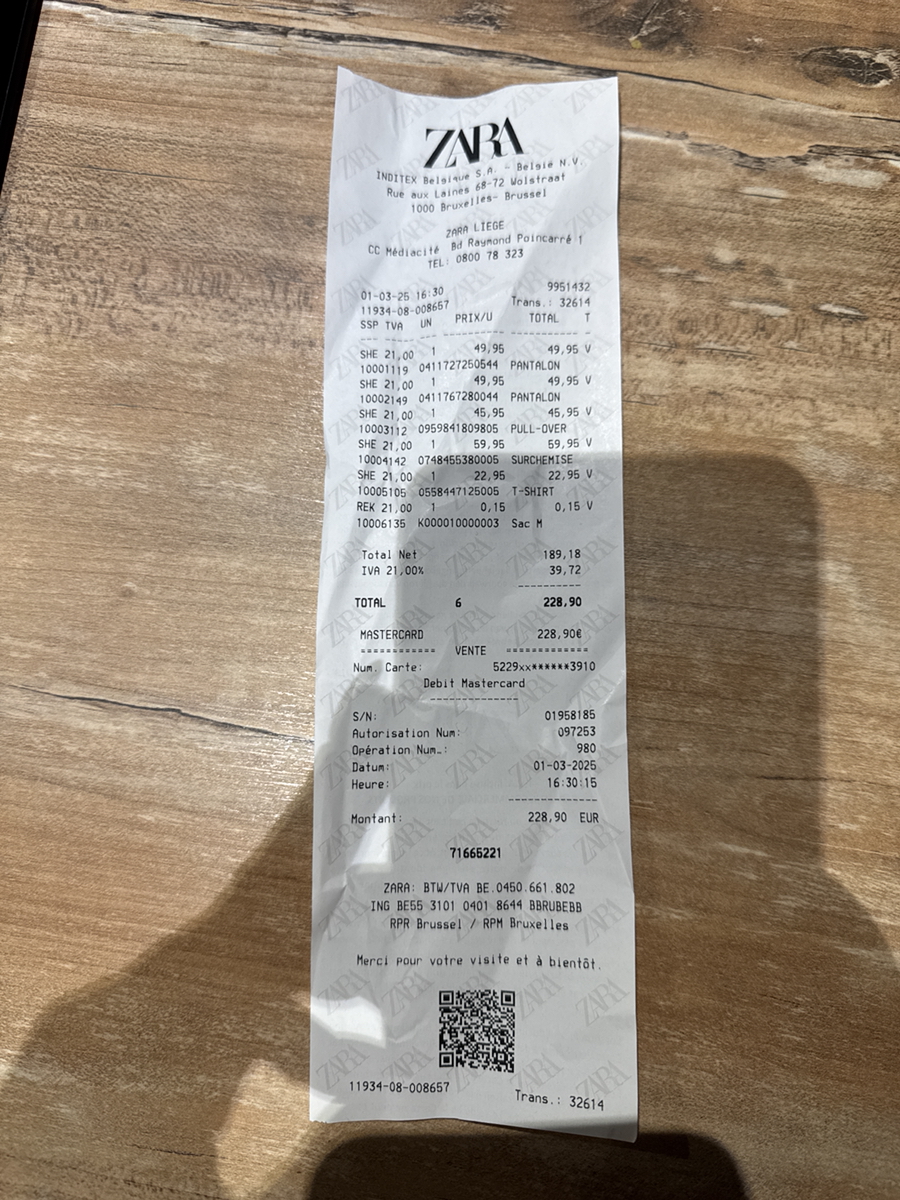 ZARA
INDITEX Belgique S.A. - België N.V.
Rue aux Laines 68-72 Wolstraat
1000 Bruxelles- Brussel
ZARA LIEGE
CC Médiacité Bd Raymond Poincarré 1
TEL: 0800 78 323
01-03-25 16:30 9951432
11934-08-008657 Trans.: 32614
SSP TVA UN PRIX/U TOTAL T
SHE 21,00 1 49,95 49,95 V
10001119 0411727250544 PANTALON
SHE 21,00 1 49,95 49,95 V
10002149 0411767280044 PANTALON
SHE 21,00 1 45,95 45,95 V
10003112 0959841809805 PULL-OVER
SHE 21,00 1 59,95 59,95 V
10004142 0748455380005 SURCHEMISE
SHE 21,00 1 22,95 22,95 V
10005105 0558447125005 T-SHIRT
REK 21,00 1 0,15 0,15 V
10006135 K000010000003 Sac M
Total Net 189,18
IVA 21,00% 39,72
TOTAL 6 228,90
MASTERCARD 228,90€
============ VENTE ============
Num. Carte: 5229xx******3910
Debit Mastercard
S/N: 01958185
Autorisation Num: 097253
Opération Num.: 980
Datum: 01-03-2025
Heure: 16:30:15
Montant: 228,90 EUR
71665221
ZARA: BTW/TVA BE.0450.661.802
ING BE55 3101 0401 8644 BBRUBEBB
RPR Brussel / RPM Bruxelles
Merci pour votre visite et à bientôt.
11934-08-008657 Trans.: 32614